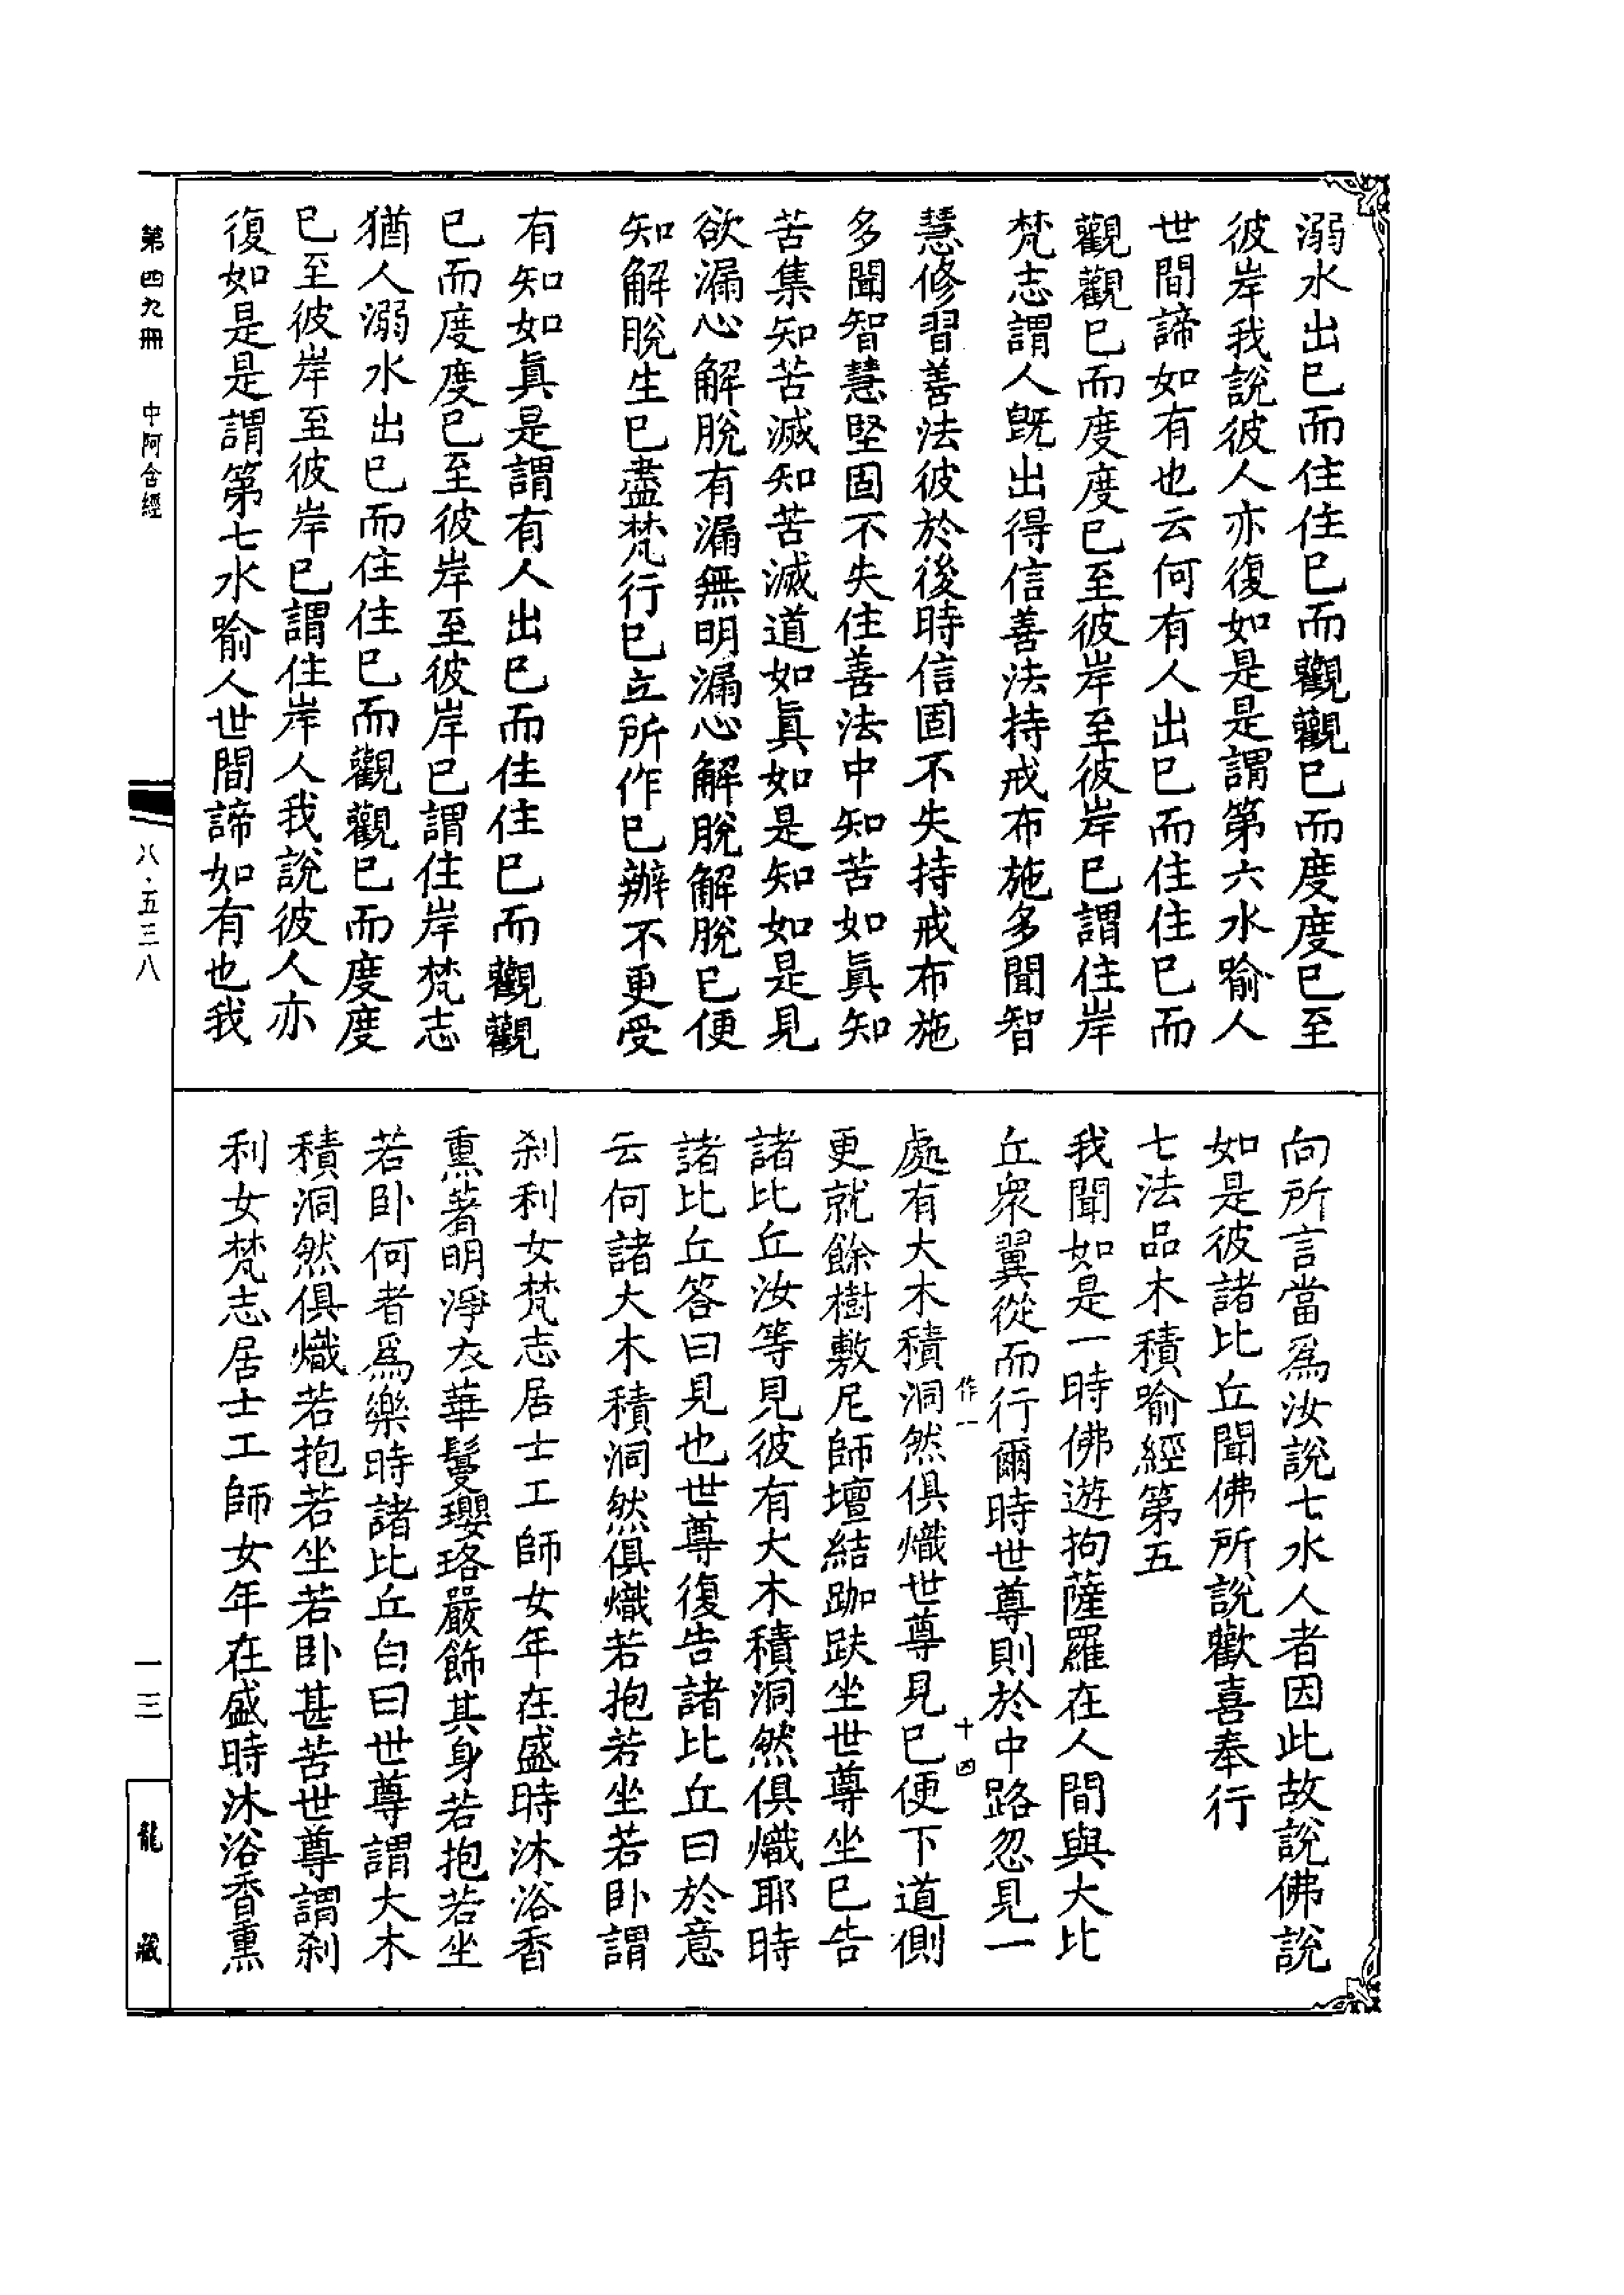 溺水出已而住住已而觀觀已而度度已至
彼岸我說彼人亦復如是是謂第六水喻人
世間諦如有也云何有人出已而住住已而
觀觀已而度度已至彼岸至彼岸已謂住岸
梵志謂人旣出得信善法持戒布施多聞智
慧修習善法彼於後時信固不失持戒布施
多聞智慧堅固不失住善法中知苦如眞知
苦集知苦滅知苦滅道如眞如是知如是見
欲漏心解脫有漏無明漏心解脫解脫已便
知解脫生已盡梵行已立所作已辦不更受
有知如眞是謂有人出已而住住已而觀觀
已而度度已至彼岸至彼岸已謂住岸梵志
猶人溺水出已而住住已而觀觀已而度度
已至彼岸至彼岸已謂住岸人我說彼人亦
復如是是謂第七水喻人世間諦如有也我
向所言當爲汝說七水人者因此故說佛說
如是彼諸比丘聞佛所說歡喜奉行
七法品木積喻經第五
我聞如是一時佛遊拘薩羅在人間與大比
丘衆翼從而行爾時世尊則於中路忽見一
作一
十四
處有大木積洞然俱熾世尊見已便下道側
更就餘樹敷尼師壇結跏趺坐世尊坐已告
諸比丘汝等見彼有大木積洞然俱熾耶時
諸比丘答曰見也世尊復告諸比丘曰於意
云何諸大木積洞然俱熾若抱若坐若卧謂
刹利女梵志居士工師女年在盛時沐浴香
熏著明淨衣華鬘瓔珞嚴飾其身若抱若坐
若卧何者爲樂時諸比丘白曰世尊謂大木
積洞然俱熾若抱若坐若卧甚苦世尊謂刹
利女梵志居士工師女年在盛時沐浴香熏
第四九冊
中阿含經
八·五三八
一三
龍藏